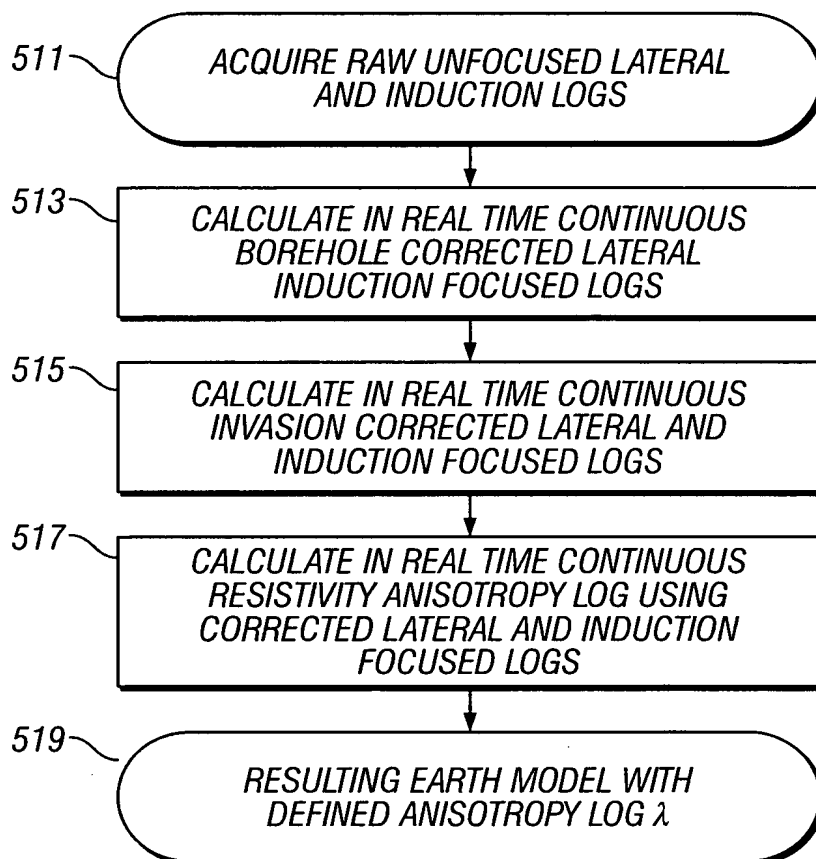 511
ACQUIRE RAW UNFOCUSED LATERAL
AND INDUCTION LOGS
513
CALCULATE IN REAL TIME CONTINUOUS
BOREHOLE CORRECTED LATERAL
INDUCTION FOCUSED LOGS
515
CALCULATE IN REAL TIME CONTINUOUS
INVASION CORRECTED LATERAL AND
INDUCTION FOCUSED LOGS
517
CALCULATE IN REAL TIME CONTINUOUS
RESISTIVITY ANISOTROPY LOG USING
CORRECTED LATERAL AND INDUCTION
FOCUSED LOGS
519
RESULTING EARTH MODEL WITH
DEFINED ANISOTROPY LOG λ